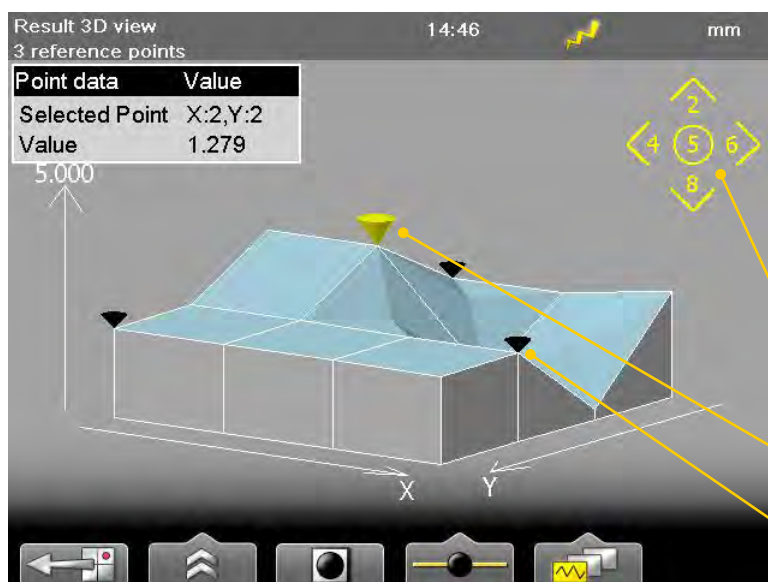 Result 3D view 14:46 mm
3 reference points
Point data Value
Selected Point X:2,Y:2
Value 1.279
5.000
2
4 5 6
8
X Y